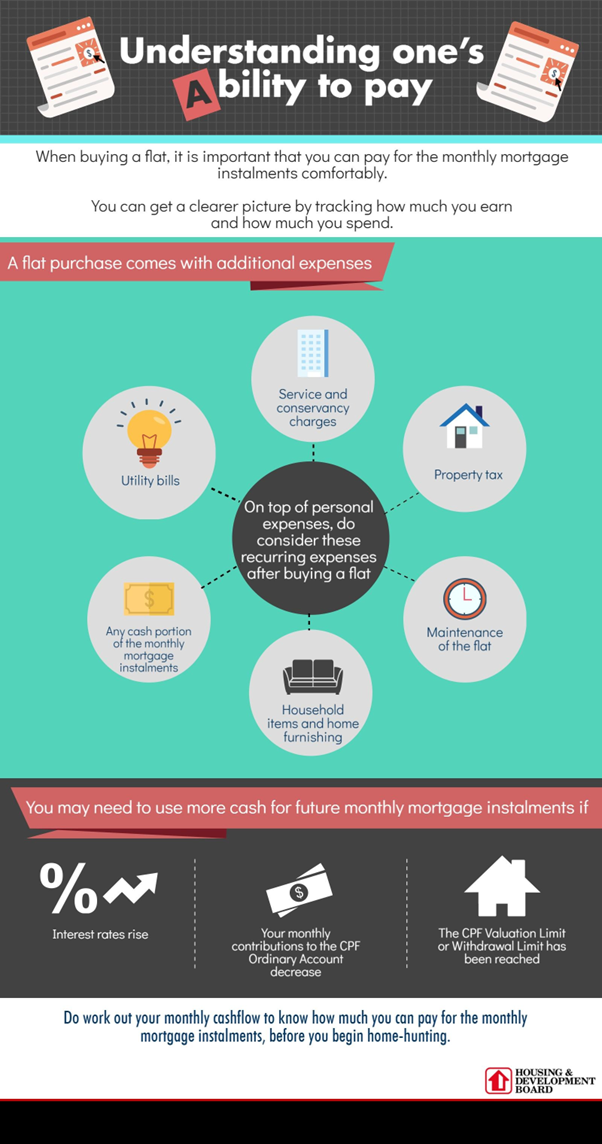 Understanding one's
Ability to pay
When buying a flat, it is important that you can pay for the monthly mortgage
instalments comfortably.
You can get a clearer picture by tracking how much you earn
and how much you spend.
A flat purchase comes with additional expenses
Service and
conservancy
charges
Utility bills
Property tax
On top of personal
expenses, do
consider these
recurring expenses
after buying a flat
Any cash portion
of the monthly
mortgage
instalments
Maintenance
of the flat
Household
items and home
furnishing
You may need to use more cash for future monthly mortgage instalments if
%
Interest rates rise
Your monthly
contributions to the CPF
Ordinary Account
decrease
The CPF Valuation Limit
or Withdrawal Limit has
been reached
Do work out your monthly cashflow to know how much you can pay for the monthly
mortgage instalments, before you begin home-hunting.
HOUSING &
DEVELOPMENT
BOARD